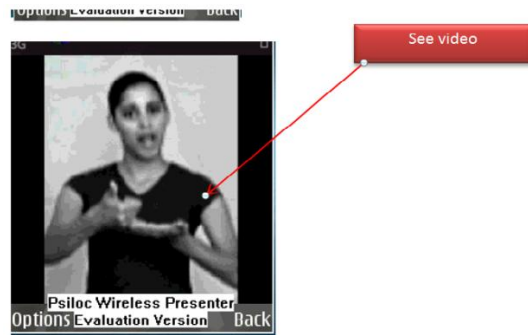 Options Evaluation Version Back
See video
3G
Psiloc Wireless Presenter
Options Evaluation Version Back